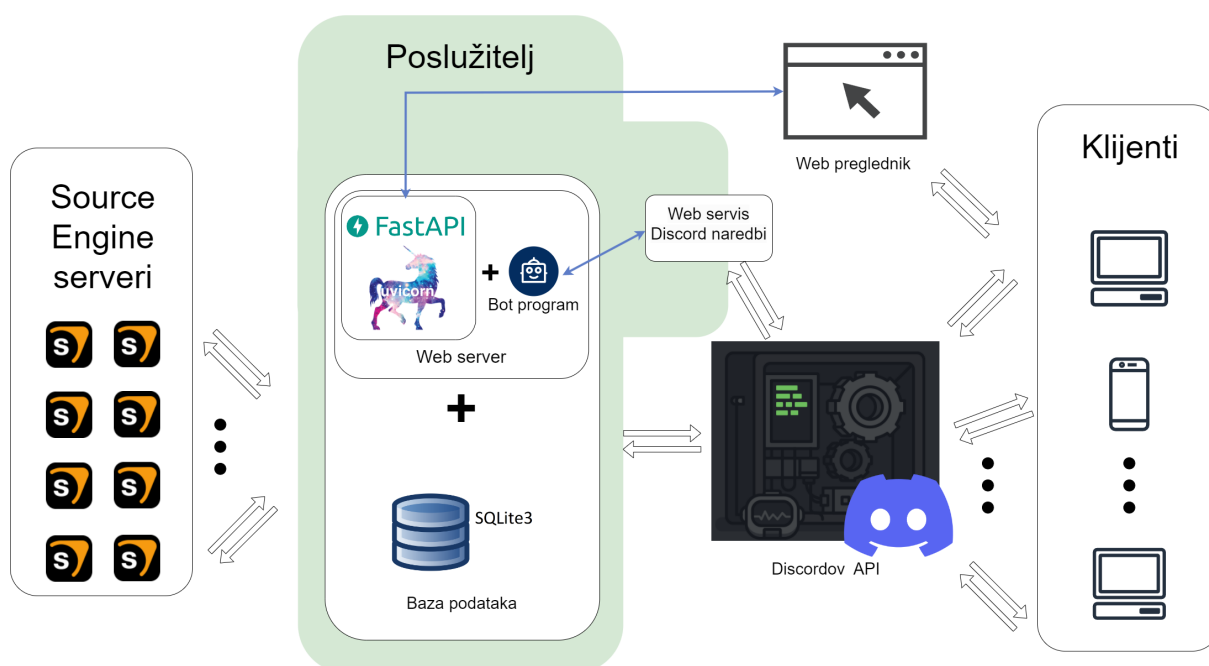 Poslužitelj
Source
Engine
serveri
S
S
S
S
S
S
S
S
FastAPI
uvicorn
+
Bot program
Web server
+
SQLite3
Baza podataka
Web servis
Discord naredbi
Web preglednik
Discordov API
Klijenti